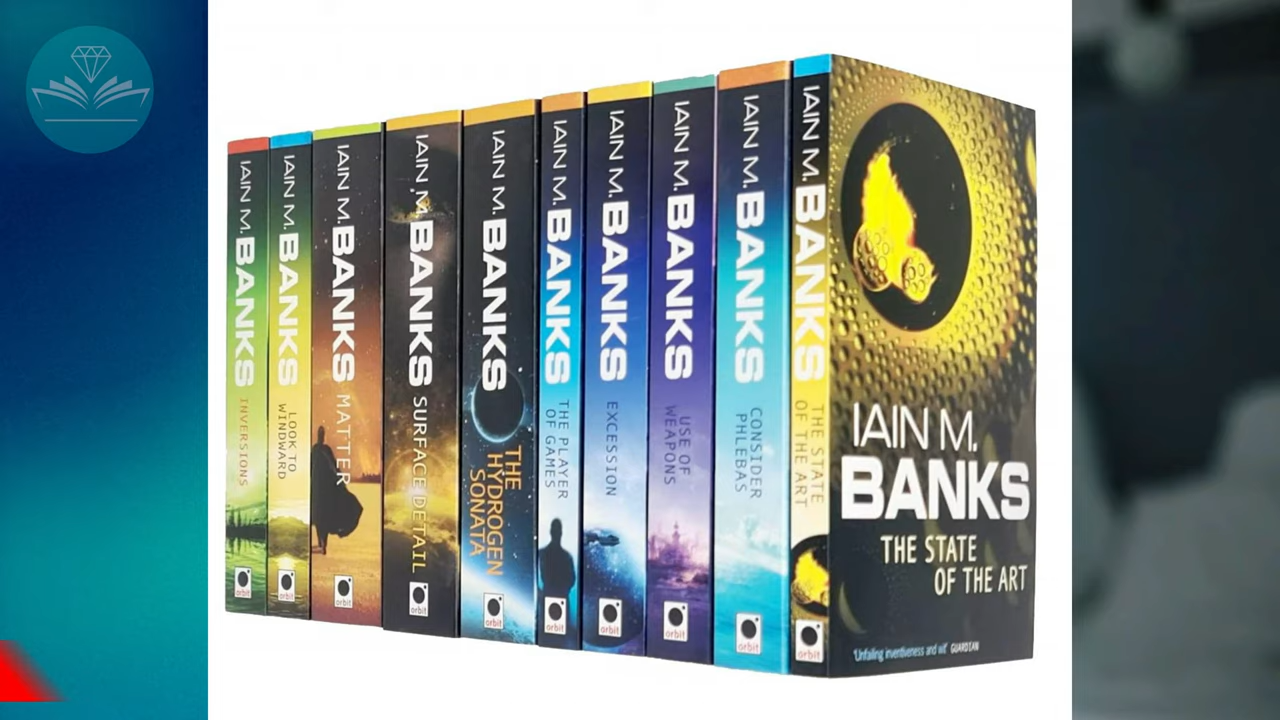 IAIN M. BANKS INVERSIONS
orbit
IAIN M. BANKS LOOK TO
WINDWARD
orbit
IAIN M. BANKS MATTER
orbit
IAIN M. BANKS SURFACE DETAIL
orbit
IAIN M. BANKS THE
HYDROGEN
SONATA
orbit
IAIN M. BANKS THE PLAYER
OF GAMES
orbit
IAIN M. BANKS EXCESSION
orbit
IAIN M. BANKS USE OF
WEAPONS
orbit
IAIN M. BANKS CONSIDER
PHLEBAS
orbit
IAIN M. BANKS THE STATE
OF THE ART
orbit
IAIN M.
BANKS
THE STATE
OF THE ART
'Unfailing inventiveness and wit' GUARDIAN